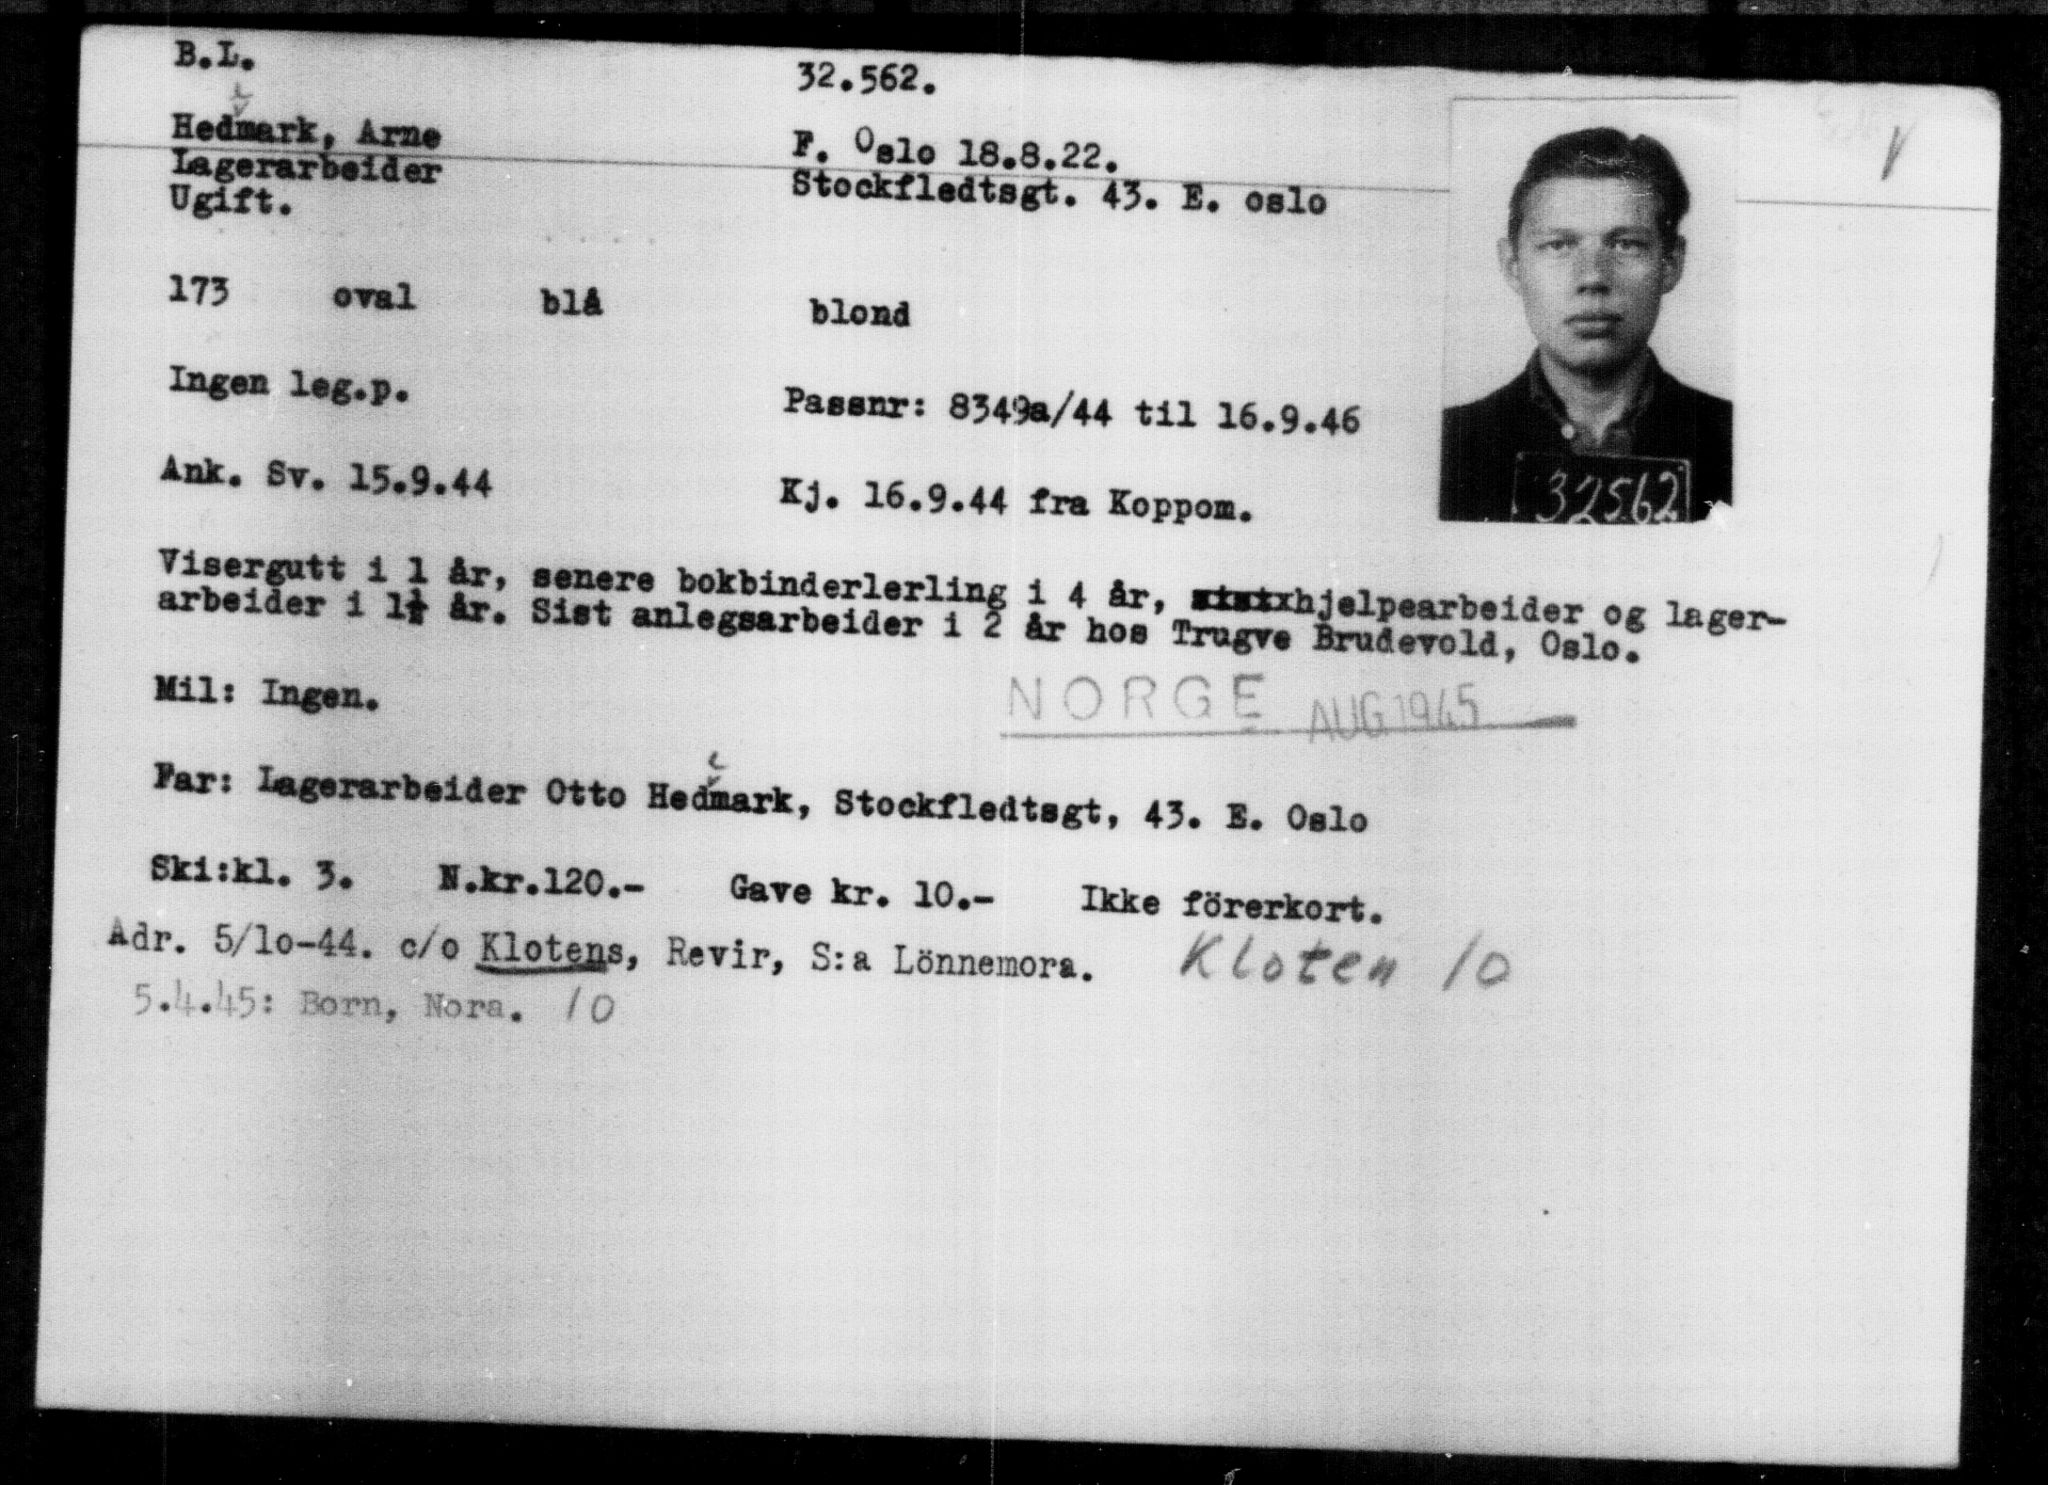 B.L.
32.562.
e
Hedmark, Arne
F. Oslo 18.8.22.
Lagerarbeider
Stockfledtsgt. 43. E. oslo
Ugift.
173 oval blå blond
Ingen leg.p.
Passnr: 8349a/44 til 16.9.46
32562
Ank. Sv. 15.9.44
Kj. 16.9.44 fra Koppom.
Visergutt i 1 år, senere bokbinderlerling i 4 år, hjelpearbeider og lager-
arbeider i 1½ år. Sist anlegsarbeider i 2 år hos Trugve Brudevold, Oslo.
Mil: Ingen.
NORGE AUG 1945
e
Far: Lagerarbeider Otto Hedmark, Stockfledtsgt, 43. E. Oslo
Ski:kl. 3. N.kr.120.- Gave kr. 10.- Ikke förerkort.
Adr. 5/lo-44. c/o Klotens, Revir, S:a Lönnemora. Kloten 10
5.4.45: Born, Nora. 10